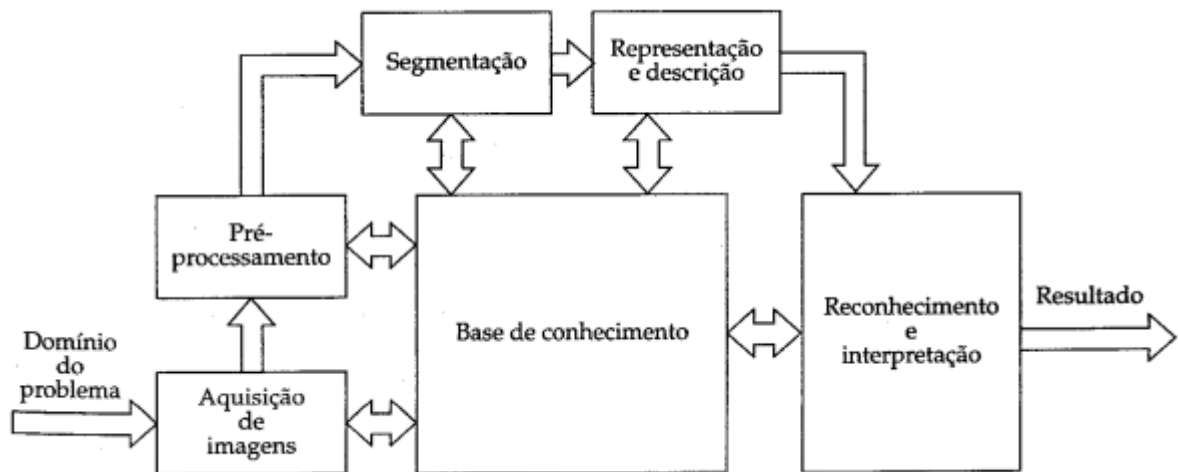 Segmentação
Representação
e descrição
Pré-
processamento
Base de conhecimento
Reconhecimento
e
interpretação
Resultado
Domínio
do
problema
Aquisição
de
imagens